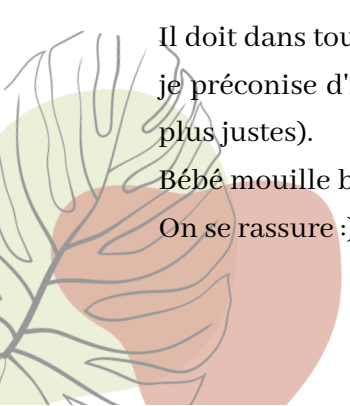 Il doit dans tou
je préconise d'
plus justes).
Bébé mouille b
On se rassure :)